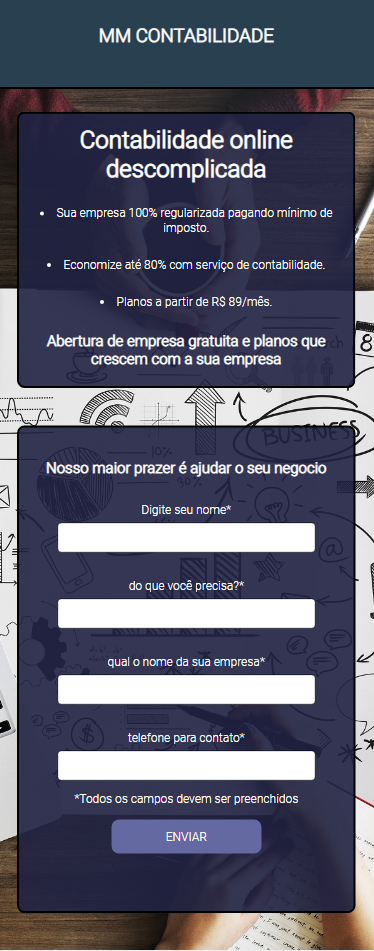 MM CONTABILIDADE
Contabilidade online
descomplicada
Sua empresa 100% regularizada pagando mínimo de
imposto.
Economize até 80% com serviço de contabilidade.
Planos a partir de R$ 89/mês.
Abertura de empresa gratuita e planos que
crescem com a sua empresa
BUSINESS
Nosso maior prazer é ajudar o seu negocio
Digite seu nome*
do que você precisa?*
qual o nome da sua empresa*
telefone para contato*
*Todos os campos devem ser preenchidos
ENVIAR